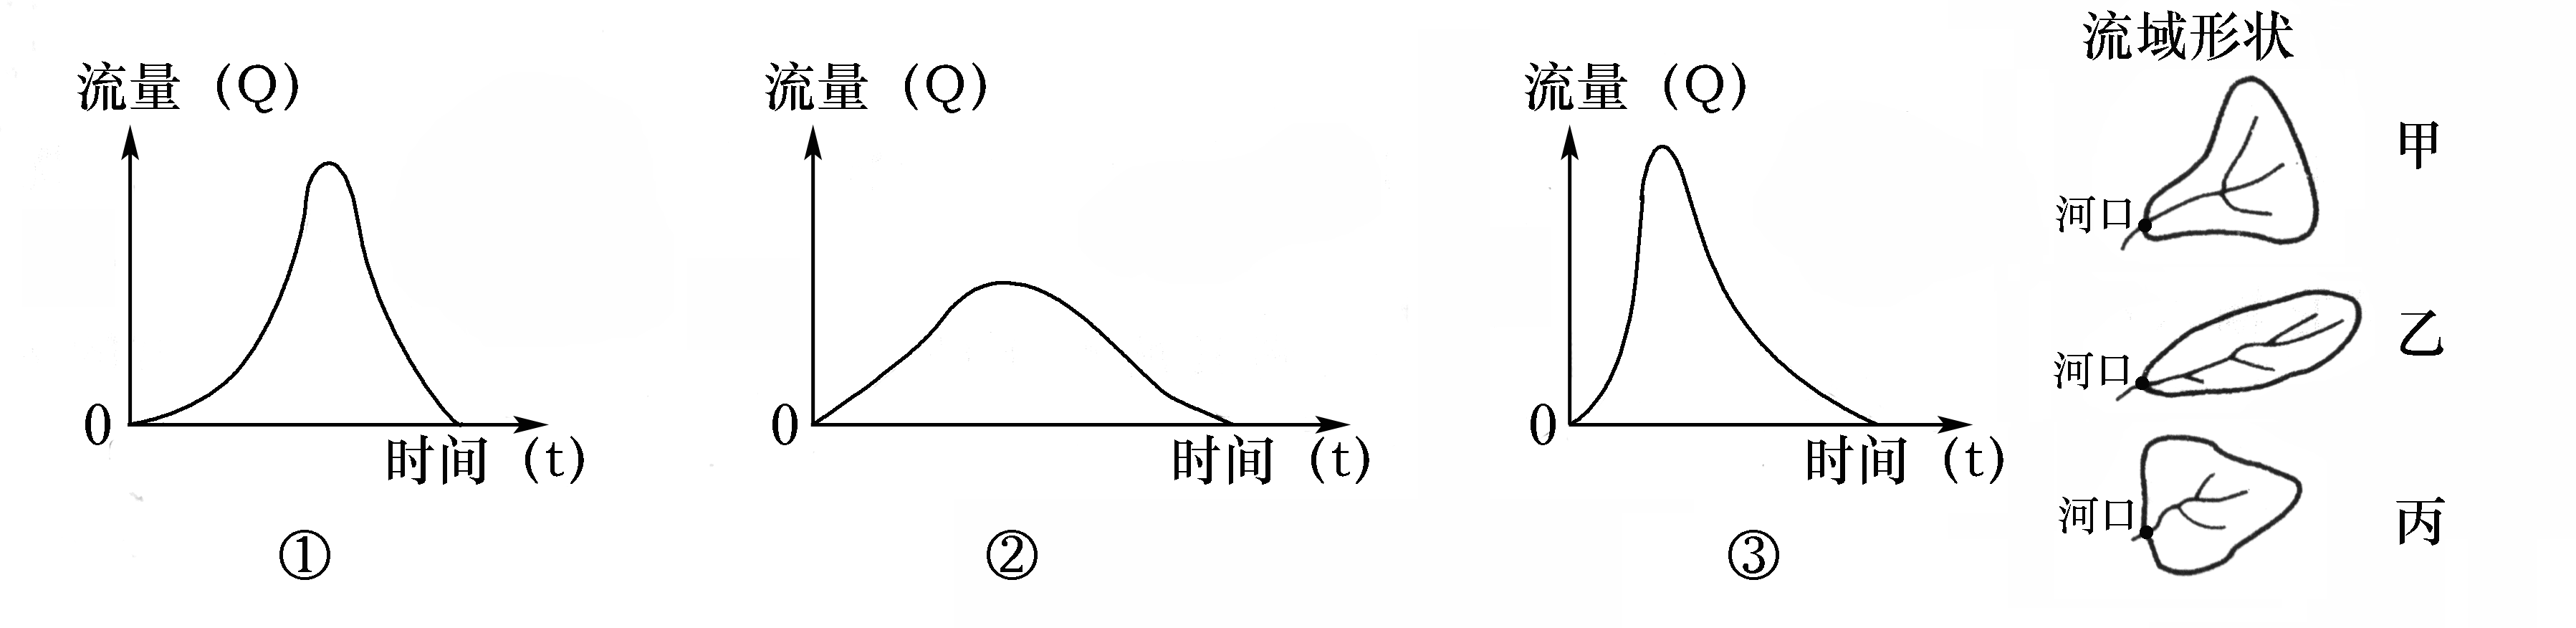 流量（Q）
0
时间（t）
①
流量（Q）
0
时间（t）
②
流量（Q）
0
时间（t）
③
流域形状
河口
甲
河口
乙
河口
丙